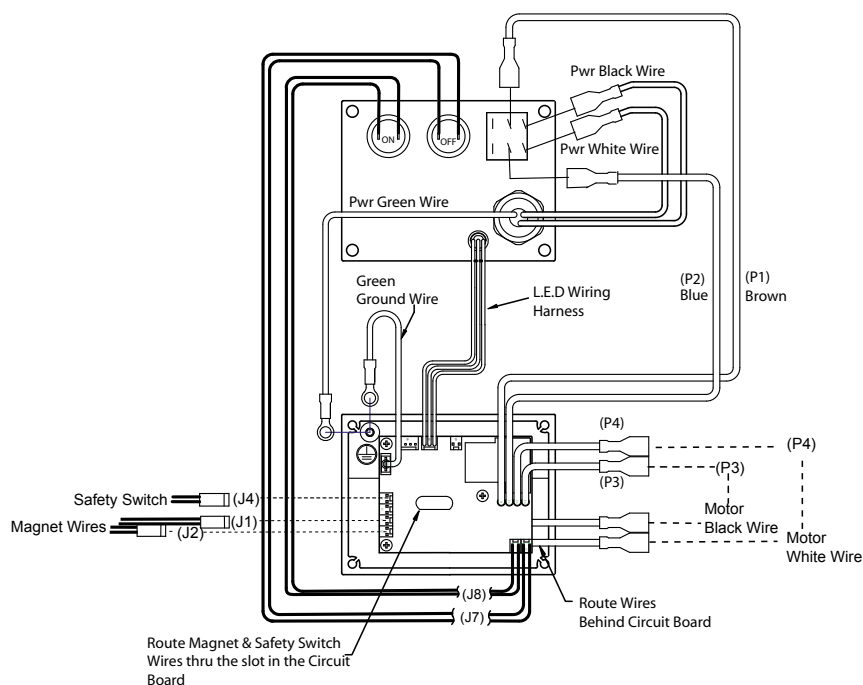 Pwr Black Wire
ON
OFF
Pwr White Wire
Pwr Green Wire
(P2)
Blue
(P1)
Brown
Green
Ground Wire
L.E.D Wiring
Harness
(P4)
(P4)
(P3)
(P3)
Safety Switch
(J4)
Magnet Wires
(J1)
(J2)
Motor
Black Wire
Motor
White Wire
(J8)
(J7)
Route Wires
Behind Circuit Board
Route Magnet & Safety Switch
Wires thru the slot in the Circuit
Board